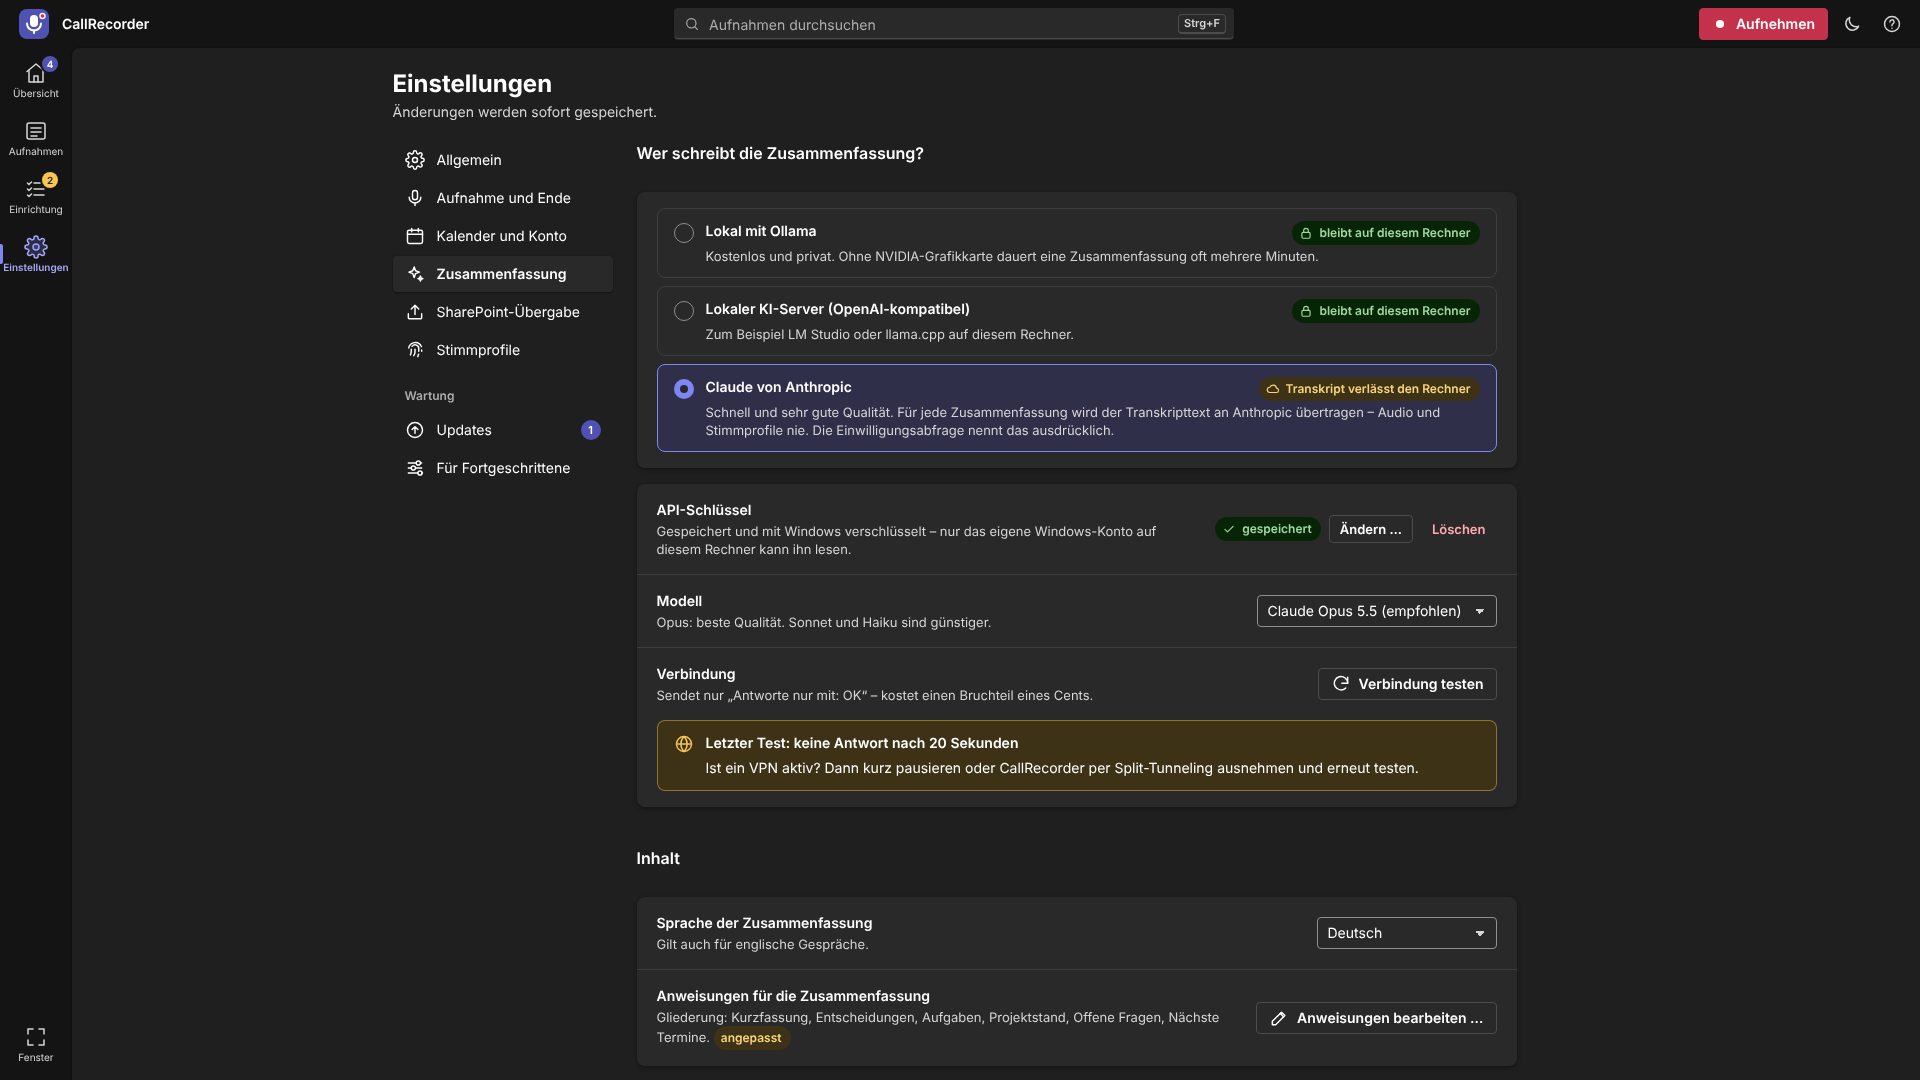 CallRecorder
Aufnahmen durchsuchen
Strg+F
Aufnehmen
4
Übersicht
Aufnahmen
2
Einrichtung
Einstellungen
Fenster
Einstellungen
Änderungen werden sofort gespeichert.
Allgemein
Aufnahme und Ende
Kalender und Konto
Zusammenfassung
SharePoint-Übergabe
Stimmprofile
Wartung
Updates
1
Für Fortgeschrittene
Wer schreibt die Zusammenfassung?
Lokal mit Ollama
bleibt auf diesem Rechner
Kostenlos und privat. Ohne NVIDIA-Grafikkarte dauert eine Zusammenfassung oft mehrere Minuten.
Lokaler KI-Server (OpenAI-kompatibel)
bleibt auf diesem Rechner
Zum Beispiel LM Studio oder llama.cpp auf diesem Rechner.
Claude von Anthropic
Transkript verlässt den Rechner
Schnell und sehr gute Qualität. Für jede Zusammenfassung wird der Transkripttext an Anthropic übertragen – Audio und
Stimmprofile nie. Die Einwilligungsabfrage nennt das ausdrücklich.
API-Schlüssel
Gespeichert und mit Windows verschlüsselt – nur das eigene Windows-Konto auf
diesem Rechner kann ihn lesen.
gespeichert
Ändern ...
Löschen
Modell
Opus: beste Qualität. Sonnet und Haiku sind günstiger.
Claude Opus 5.5 (empfohlen)
Verbindung
Sendet nur „Antworte nur mit: OK“ – kostet einen Bruchteil eines Cents.
Verbindung testen
Letzter Test: keine Antwort nach 20 Sekunden
Ist ein VPN aktiv? Dann kurz pausieren oder CallRecorder per Split-Tunneling ausnehmen und erneut testen.
Inhalt
Sprache der Zusammenfassung
Gilt auch für englische Gespräche.
Deutsch
Anweisungen für die Zusammenfassung
Gliederung: Kurzfassung, Entscheidungen, Aufgaben, Projektstand, Offene Fragen, Nächste
Termine. angepasst
Anweisungen bearbeiten ...